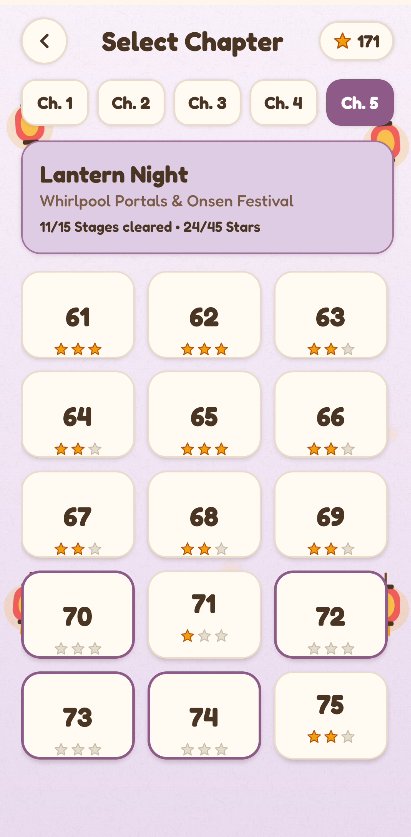 Select Chapter
171
Ch. 1 Ch. 2 Ch. 3 Ch. 4 Ch. 5
Lantern Night
Whirlpool Portals & Onsen Festival
11/15 Stages cleared • 24/45 Stars
61 62 63
64 65 66
67 68 69
70 71 72
73 74 75